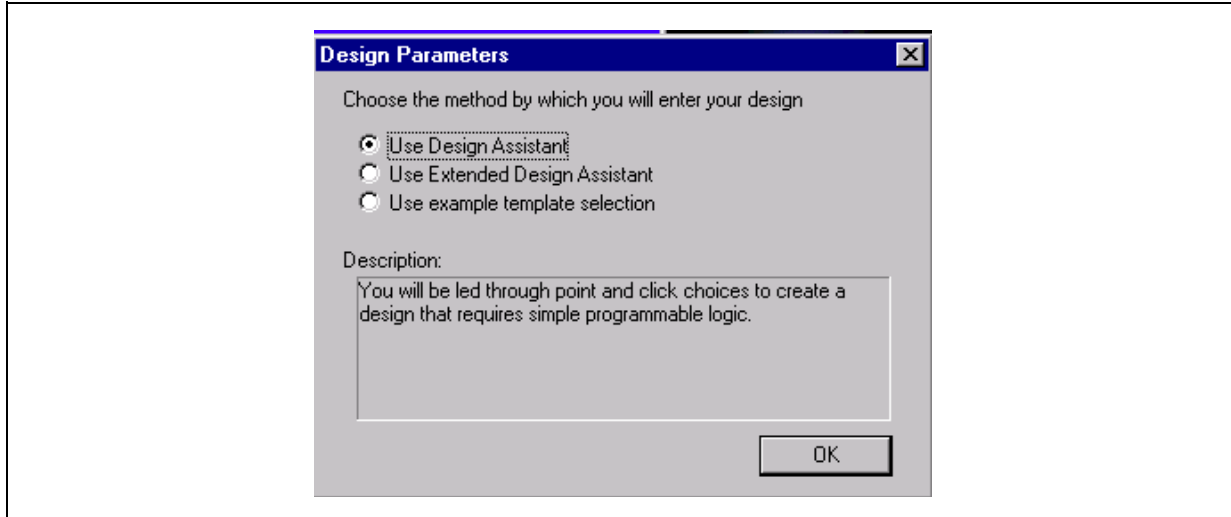 Design Parameters
Choose the method by which you will enter your design
Use Design Assistant
Use Extended Design Assistant
Use example template selection
Description:
You will be led through point and click choices to create a
design that requires simple programmable logic.
OK